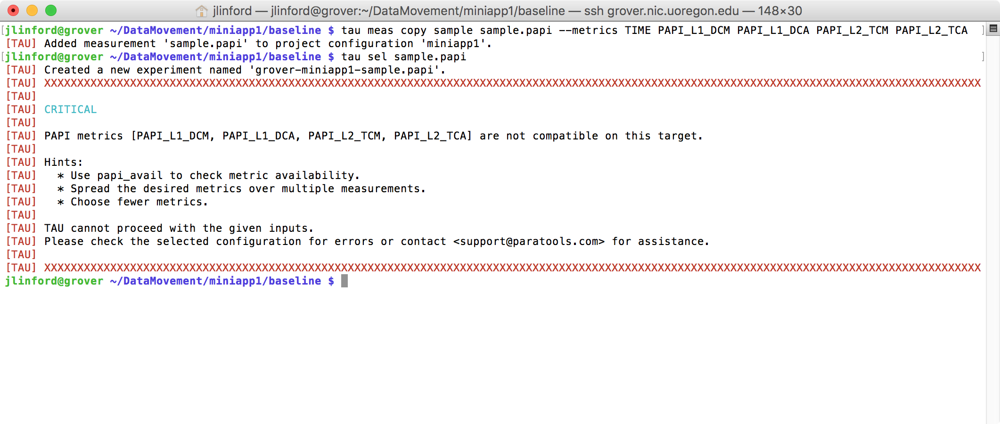 jlinford — jlinford@grover:~/DataMovement/miniapp1/baseline — ssh grover.nic.uoregon.edu — 148×30
[jlinford@grover ~/DataMovement/miniapp1/baseline $ tau meas copy sample sample.papi --metrics TIME PAPI_L1_DCM PAPI_L1_DCA PAPI_L2_TCM PAPI_L2_TCA ]
[TAU] Added measurement 'sample.papi' to project configuration 'miniapp1'.
[jlinford@grover ~/DataMovement/miniapp1/baseline $ tau sel sample.papi ]
[TAU] Created a new experiment named 'grover-miniapp1-sample.papi'.
[TAU] XXXXXXXXXXXXXXXXXXXXXXXXXXXXXXXXXXXXXXXXXXXXXXXXXXXXXXXXXXXXXXXXXXXXXXXXXXXXXXXXXXXXXXXXXXXXXXXXXXXXXXXXXXXXXXXXXXXXXXXXXXXXXXXXXXXXXXXXXXXXXX
[TAU]
[TAU] CRITICAL
[TAU]
[TAU] PAPI metrics [PAPI_L1_DCM, PAPI_L1_DCA, PAPI_L2_TCM, PAPI_L2_TCA] are not compatible on this target.
[TAU]
[TAU] Hints:
[TAU]   * Use papi_avail to check metric availability.
[TAU]   * Spread the desired metrics over multiple measurements.
[TAU]   * Choose fewer metrics.
[TAU]
[TAU] TAU cannot proceed with the given inputs.
[TAU] Please check the selected configuration for errors or contact <support@paratools.com> for assistance.
[TAU]
[TAU] XXXXXXXXXXXXXXXXXXXXXXXXXXXXXXXXXXXXXXXXXXXXXXXXXXXXXXXXXXXXXXXXXXXXXXXXXXXXXXXXXXXXXXXXXXXXXXXXXXXXXXXXXXXXXXXXXXXXXXXXXXXXXXXXXXXXXXXXXXXXXX
jlinford@grover ~/DataMovement/miniapp1/baseline $